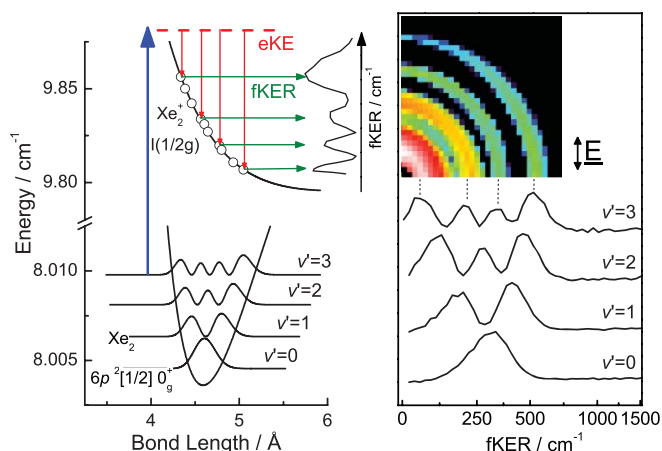 eKE
fKER
Xe₂⁺
I(1/2g)
fKER / cm⁻¹
Energy / cm⁻¹
9.85
9.80
8.010
8.005
v'=3
v'=2
v'=1
v'=0
Xe₂
6p ²[1/2] 0⁺g
4 5 6
Bond Length / Å
E
v'=3
v'=2
v'=1
v'=0
0 250 500 1000 1500
fKER / cm⁻¹